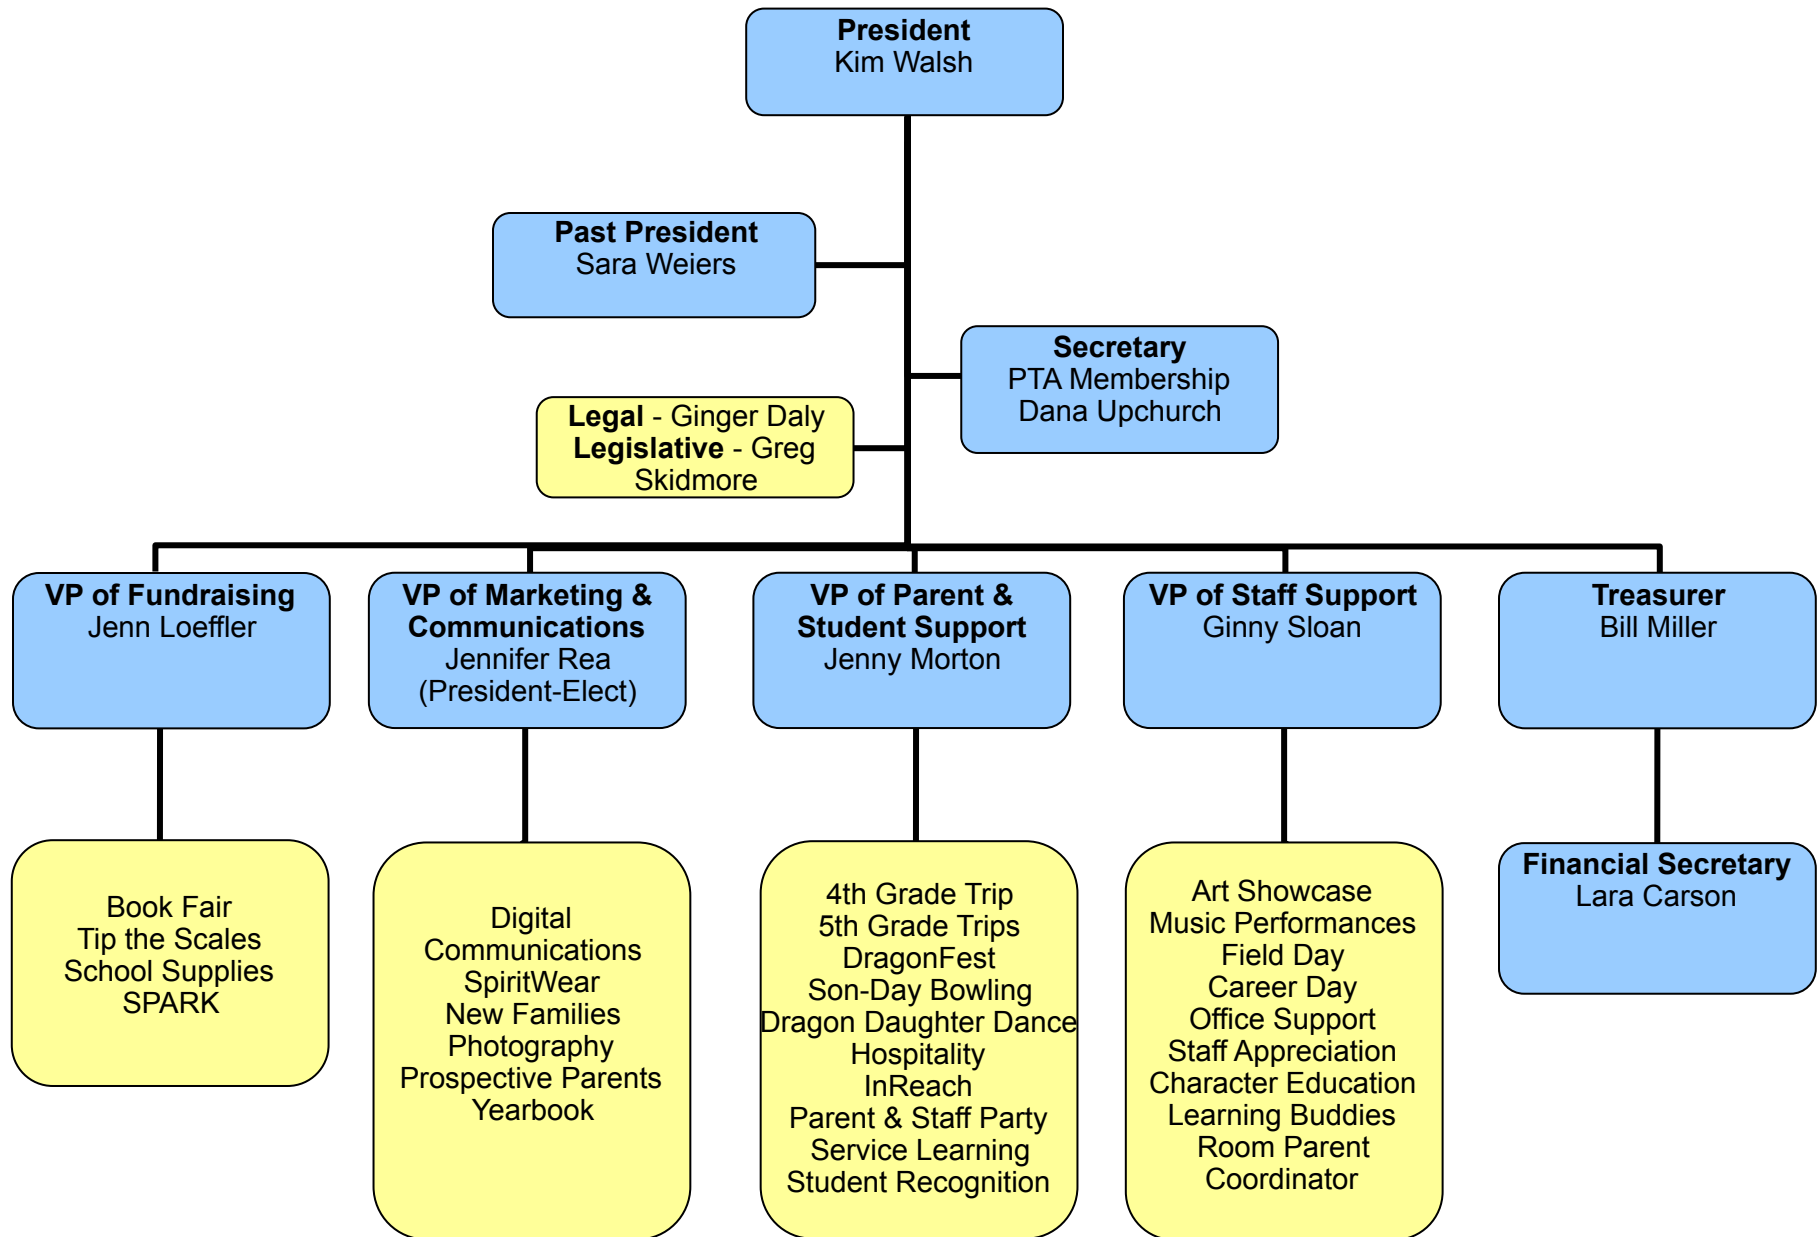 President
Kim Walsh
Past President
Sara Weiers
Secretary
PTA Membership
Dana Upchurch
Legal - Ginger Daly
Legislative - Greg
Skidmore
VP of Fundraising
Jenn Loeffler
VP of Marketing &
Communications
Jennifer Rea
(President-Elect)
VP of Parent &
Student Support
Jenny Morton
VP of Staff Support
Ginny Sloan
Treasurer
Bill Miller
Book Fair
Tip the Scales
School Supplies
SPARK
Digital
Communications
SpiritWear
New Families
Photography
Prospective Parents
Yearbook
4th Grade Trip
5th Grade Trips
DragonFest
Son-Day Bowling
Dragon Daughter Dance
Hospitality
InReach
Parent & Staff Party
Service Learning
Student Recognition
Art Showcase
Music Performances
Field Day
Career Day
Office Support
Staff Appreciation
Character Education
Learning Buddies
Room Parent
Coordinator
Financial Secretary
Lara Carson